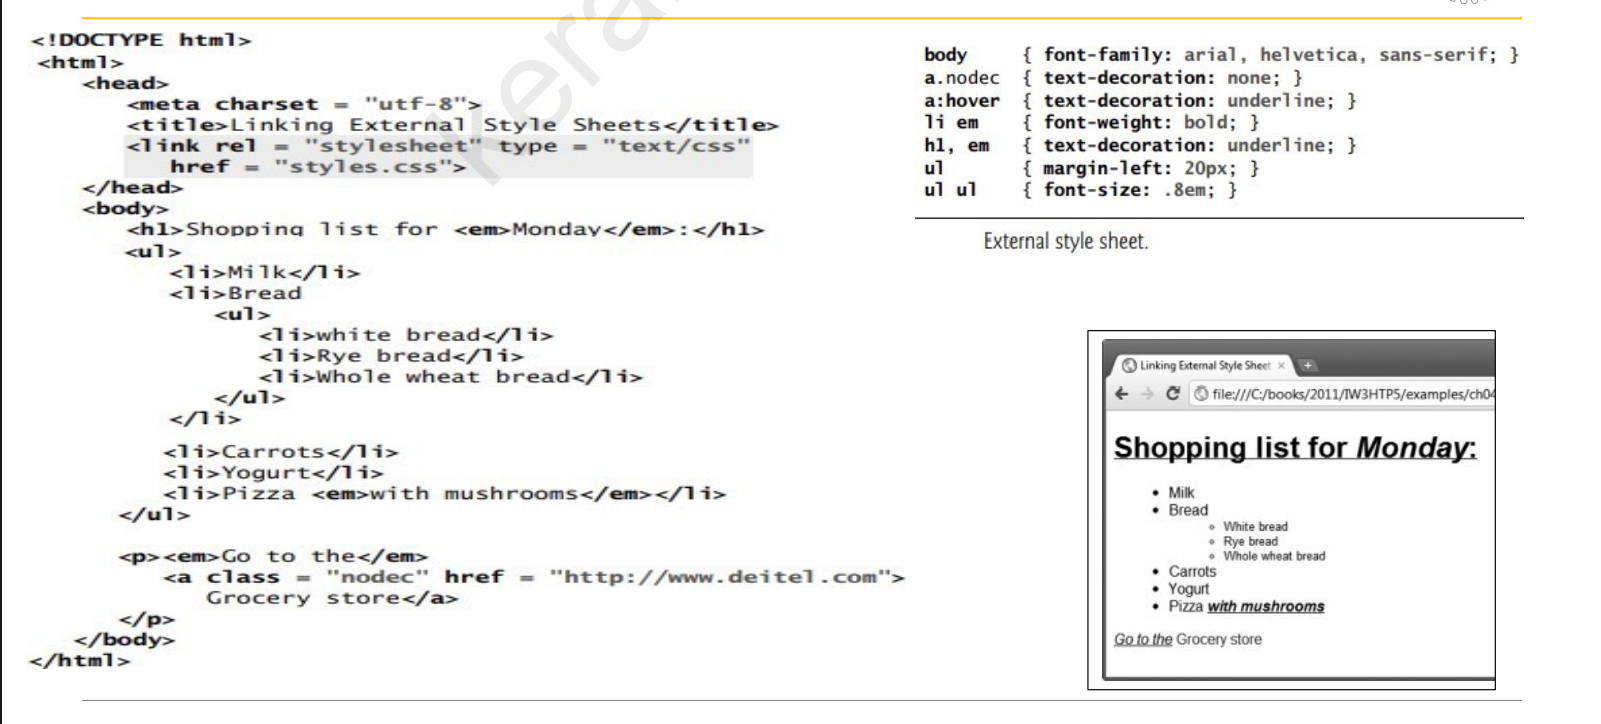 <!DOCTYPE html>
<html>
<head>
<meta charset = "utf-8">
<title>Linking External Style Sheets</title>
<link rel = "stylesheet" type = "text/css"
href = "styles.css">
</head>
<body>
<h1>Shopping list for <em>Monday</em>:</h1>
<ul>
<li>Milk</li>
<li>Bread
<ul>
<li>white bread</li>
<li>Rye bread</li>
<li>Whole wheat bread</li>
</ul>
</li>
<li>Carrots</li>
<li>Yogurt</li>
<li>Pizza <em>with mushrooms</em></li>
</ul>
<p><em>Go to the</em>
<a class = "nodec" href = "http://www.deitel.com">
Grocery store</a>
</p>
</body>
</html>
body { font-family: arial, helvetica, sans-serif; }
a.nodec { text-decoration: none; }
a:hover { text-decoration: underline; }
li em { font-weight: bold; }
h1, em { text-decoration: underline; }
ul { margin-left: 20px; }
ul ul { font-size: .8em; }
External style sheet.
Linking External Style Sheet ×
file:///C:/books/2011/IW3HTP5/examples/ch04
Shopping list for Monday:
• Milk
• Bread
◦ White bread
◦ Rye bread
◦ Whole wheat bread
• Carrots
• Yogurt
• Pizza with mushrooms
Go to the Grocery store
kera